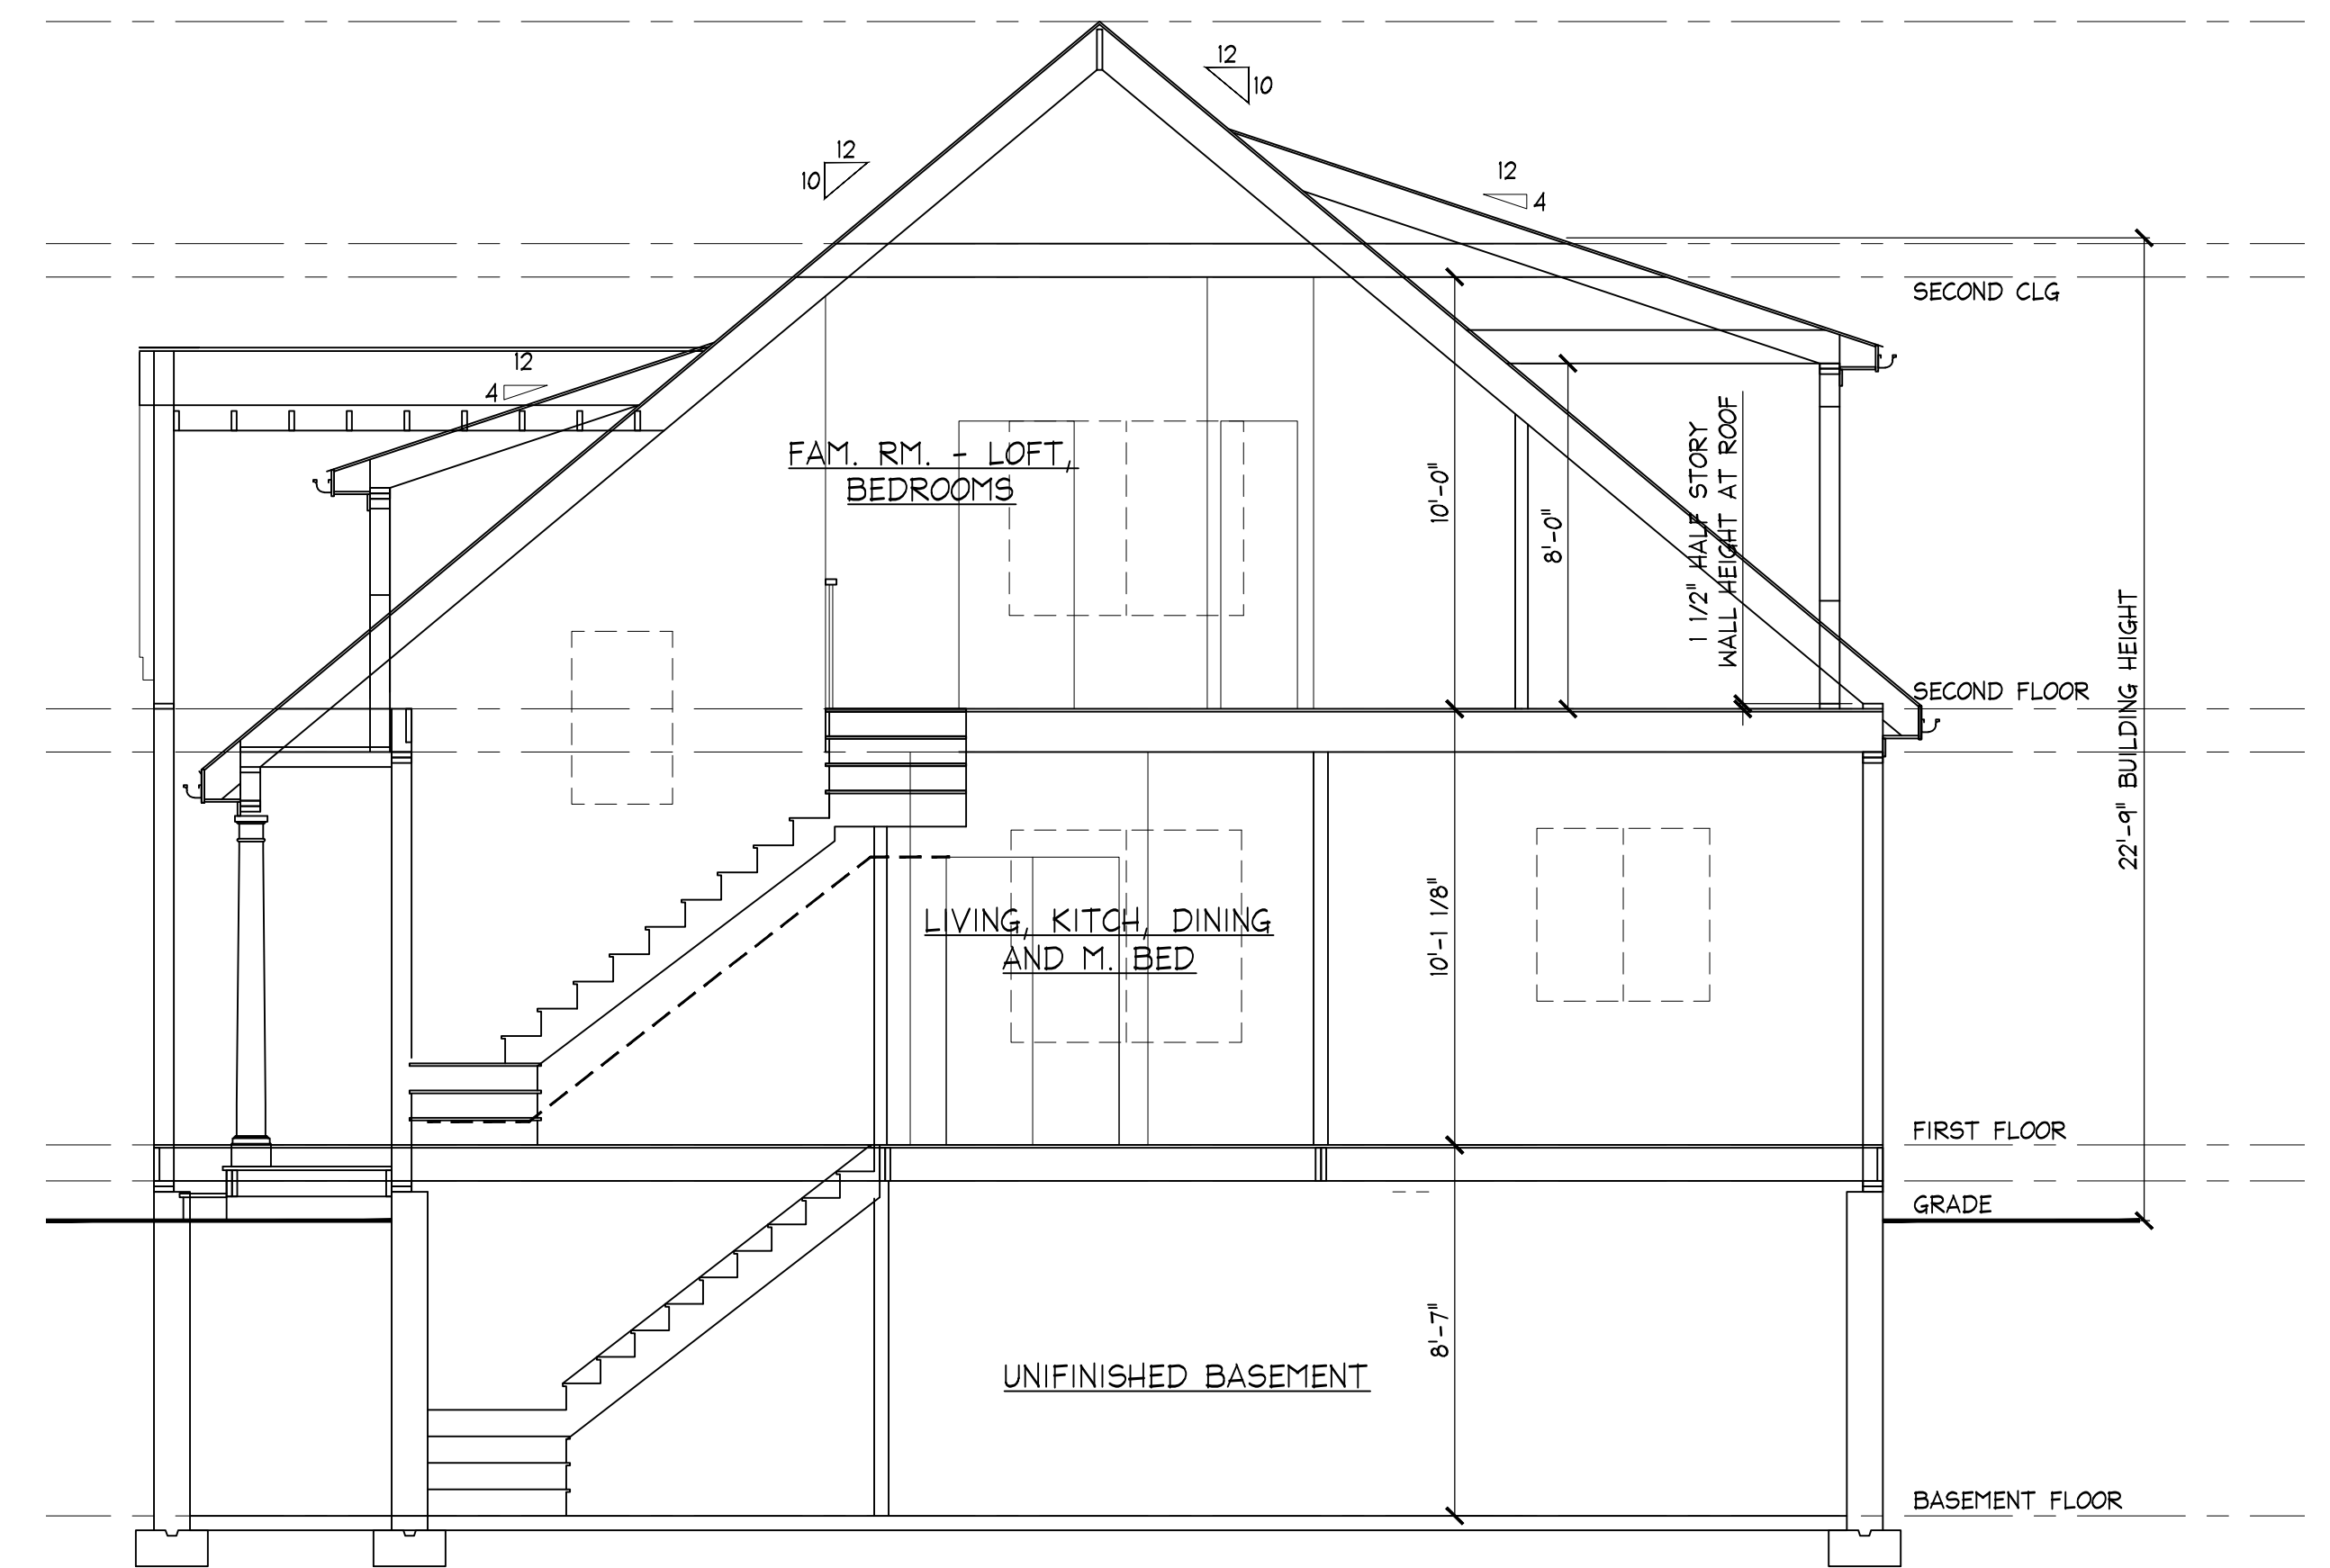 12
10
12
10
12
4
SECOND CLG
12
4
FAM. RM. - LOFT,
BEDROOMS
10'-0"
8'-0"
1 1/2" HALF STORY
WALL HEIGHT AT ROOF
SECOND FLOOR
22'-9" BUILDING HEIGHT
LIVING, KITCH, DINING
AND M. BED
10'-1 1/8"
FIRST FLOOR
GRADE
8'-7"
UNIFINISHED BASEMENT
BASEMENT FLOOR